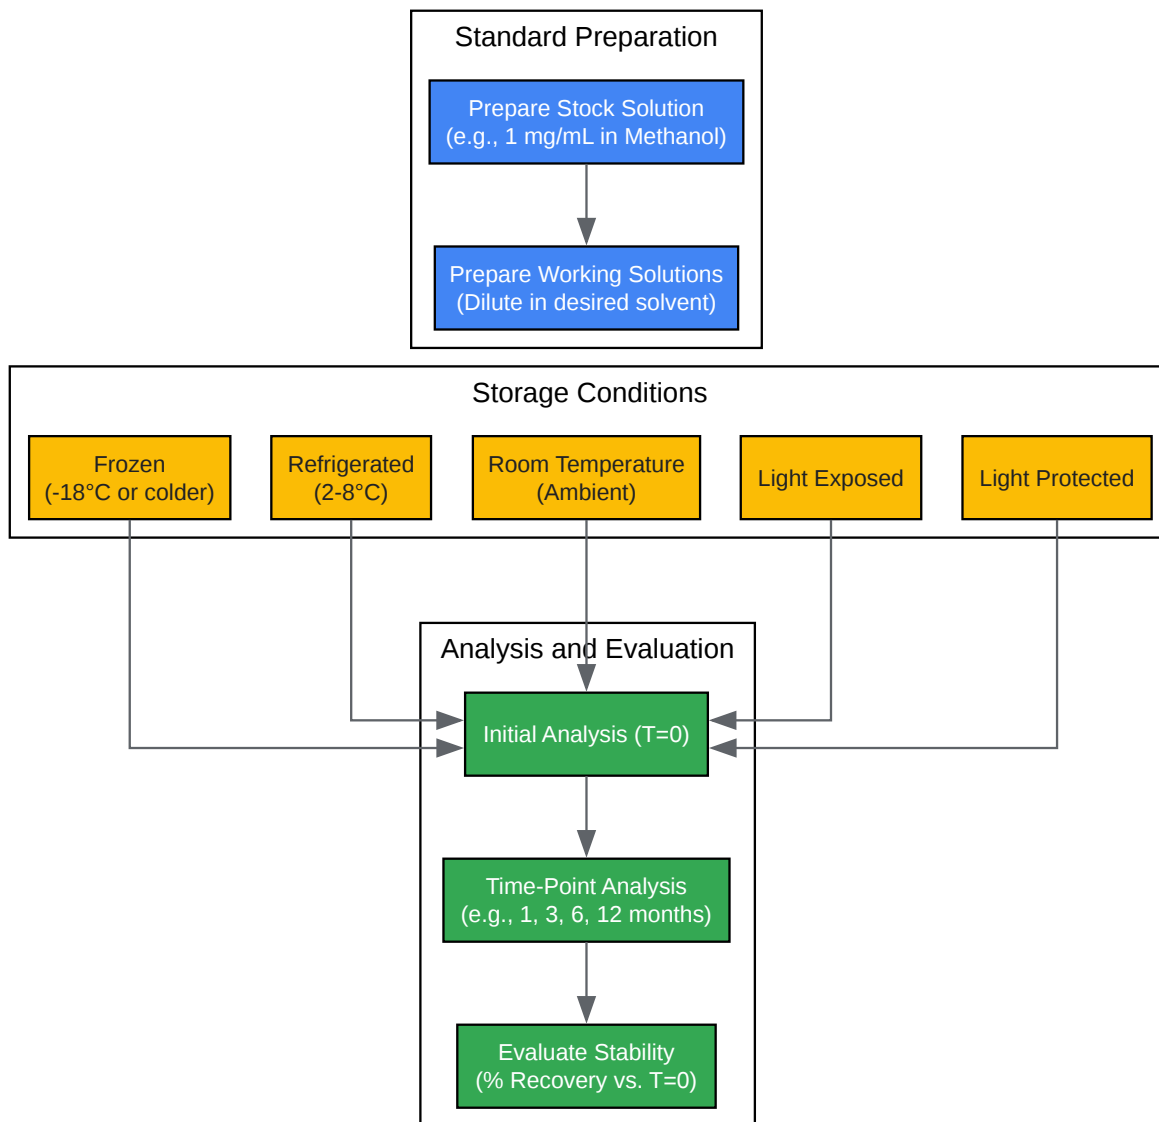 Standard Preparation
Prepare Stock Solution
(e.g., 1 mg/mL in Methanol)
Prepare Working Solutions
(Dilute in desired solvent)
Storage Conditions
Frozen
(-18°C or colder)
Refrigerated
(2-8°C)
Room Temperature
(Ambient)
Light Exposed
Light Protected
Analysis and Evaluation
Initial Analysis (T=0)
Time-Point Analysis
(e.g., 1, 3, 6, 12 months)
Evaluate Stability
(% Recovery vs. T=0)